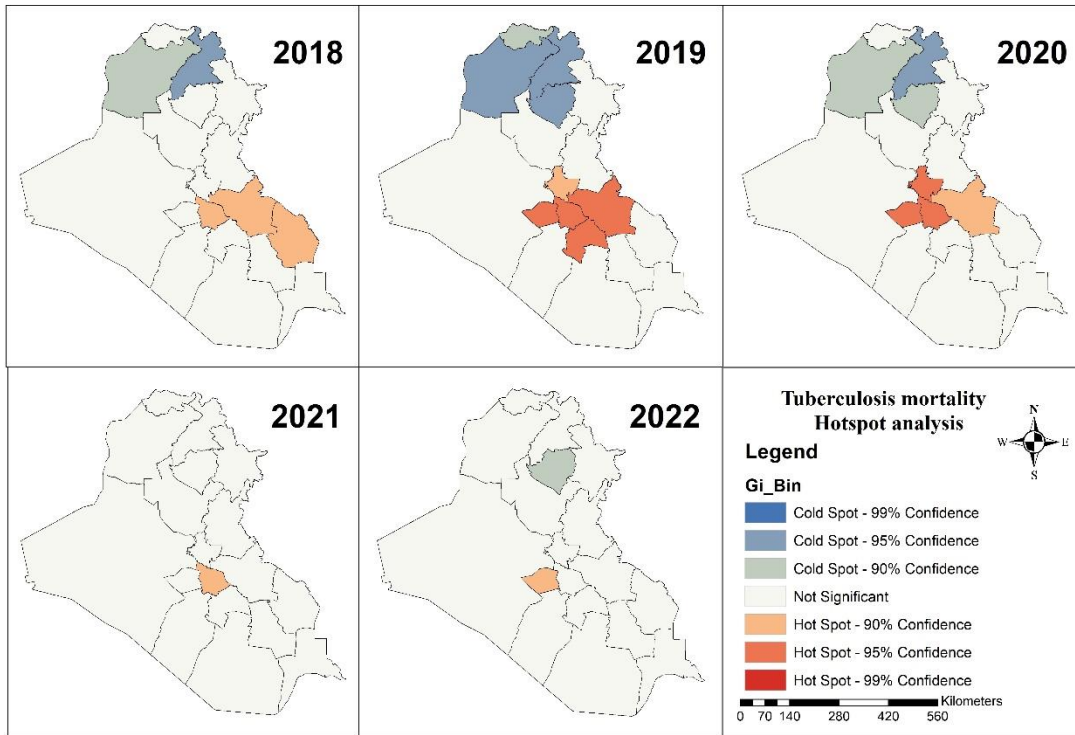 2018
2019
2020
2021
2022
Tuberculosis mortality
Hotspot analysis
N
W E
S
Legend
Gi_Bin
Cold Spot - 99% Confidence
Cold Spot - 95% Confidence
Cold Spot - 90% Confidence
Not Significant
Hot Spot - 90% Confidence
Hot Spot - 95% Confidence
Hot Spot - 99% Confidence
Kilometers
0 70 140 280 420 560